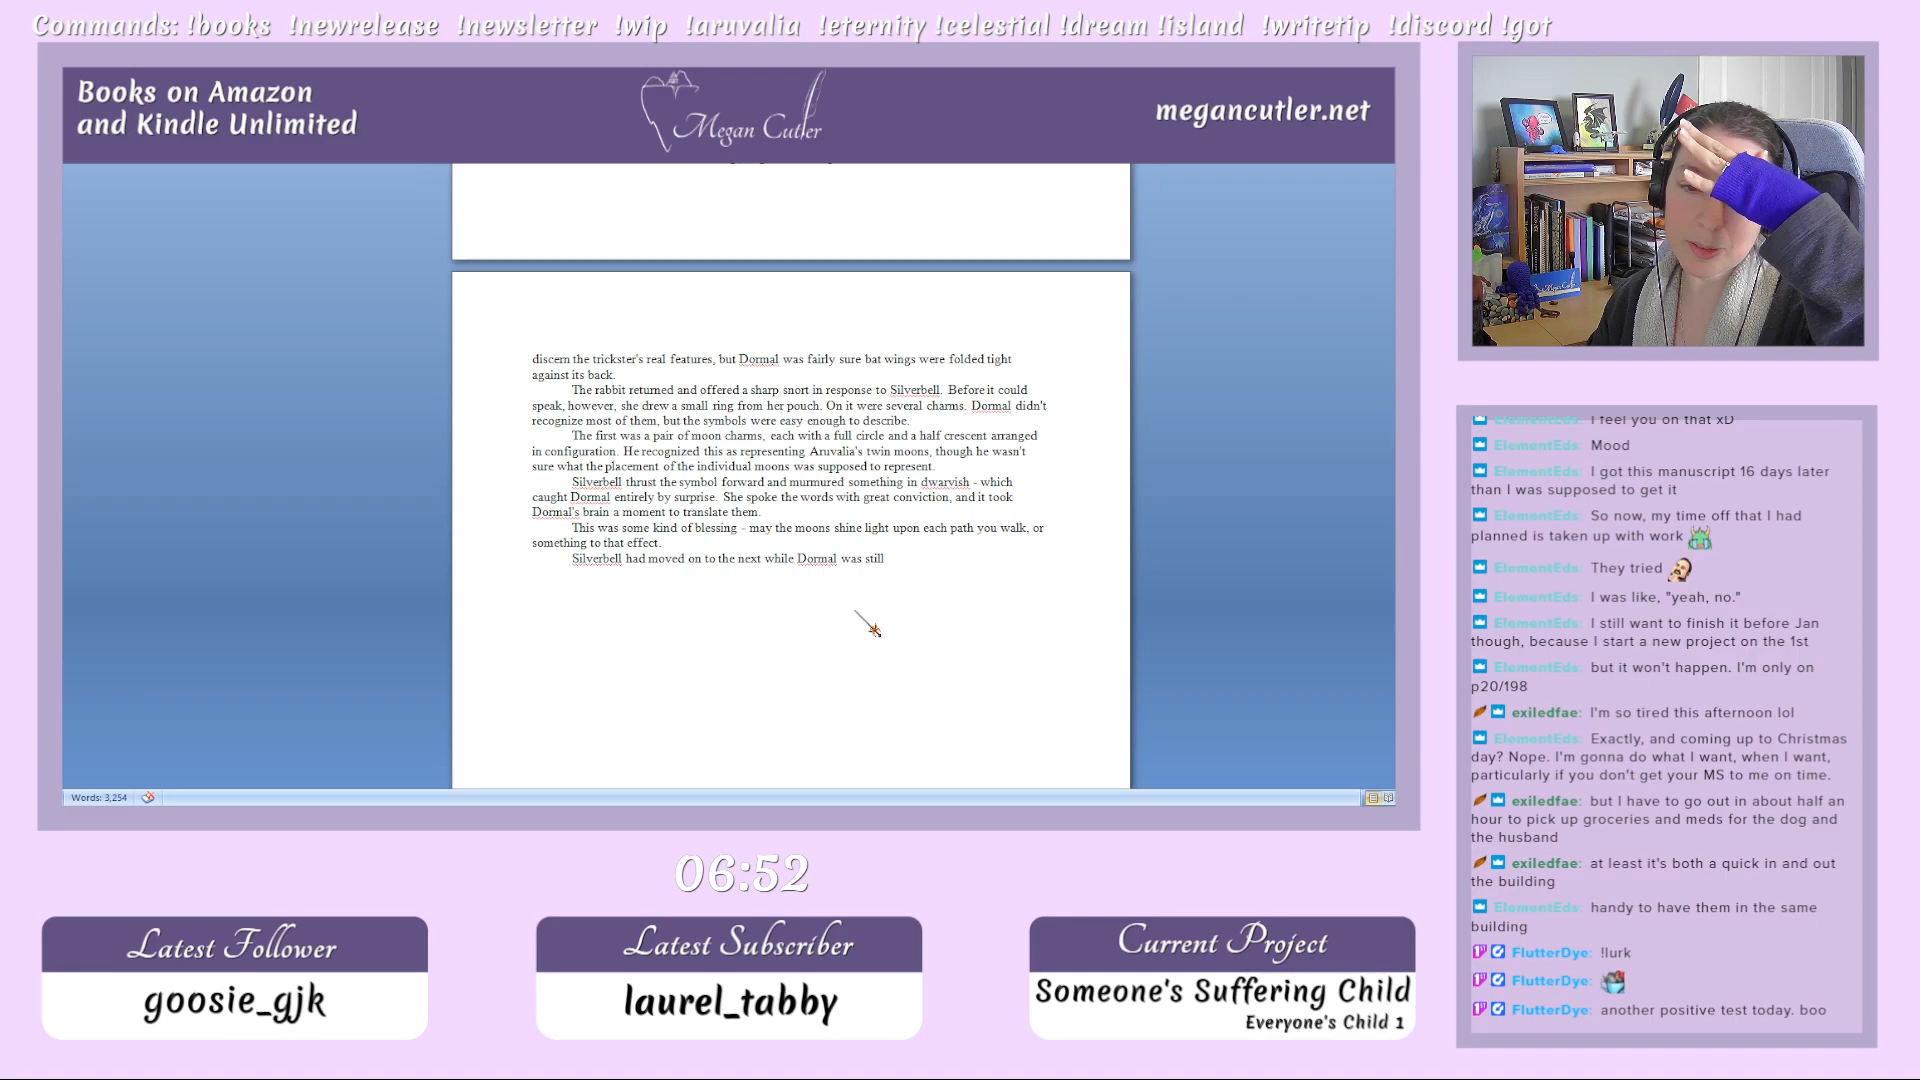 Commands: !books !newrelease !newsletter !wip !aruvalia !eternity !celestial !dream !island !writetip !discord !got
Books on Amazon
and Kindle Unlimited
Megan Cutler
megancutler.net
discern the trickster's real features, but Dormal was fairly sure bat wings were folded tight
against its back.
The rabbit returned and offered a sharp snort in response to Silverbell. Before it could
speak, however, she drew a small ring from her pouch. On it were several charms. Dormal didn't
recognize most of them, but the symbols were easy enough to describe.
The first was a pair of moon charms, each with a full circle and a half crescent arranged
in configuration. He recognized this as representing Aruvalia's twin moons, though he wasn't
sure what the placement of the individual moons was supposed to represent.
Silverbell thrust the symbol forward and murmured something in dwarvish - which
caught Dormal entirely by surprise. She spoke the words with great conviction, and it took
Dormal's brain a moment to translate them.
This was some kind of blessing - may the moons shine light upon each path you walk, or
something to that effect.
Silverbell had moved on to the next while Dormal was still
Words: 3,254
06:52
Latest Follower
goosie_gjk
Latest Subscriber
laurel_tabby
Current Project
Someone's Suffering Child
Everyone's Child 1
ElementEds: I feel you on that xD
ElementEds: Mood
ElementEds: I got this manuscript 16 days later
than I was supposed to get it
ElementEds: So now, my time off that I had
planned is taken up with work
ElementEds: They tried
ElementEds: I was like, "yeah, no."
ElementEds: I still want to finish it before Jan
though, because I start a new project on the 1st
ElementEds: but it won't happen. I'm only on
p20/198
exiledfae: I'm so tired this afternoon lol
ElementEds: Exactly, and coming up to Christmas
day? Nope. I'm gonna do what I want, when I want,
particularly if you don't get your MS to me on time.
exiledfae: but I have to go out in about half an
hour to pick up groceries and meds for the dog and
the husband
exiledfae: at least it's both a quick in and out
the building
ElementEds: handy to have them in the same
building
FlutterDye: !lurk
FlutterDye:
FlutterDye: another positive test today. boo